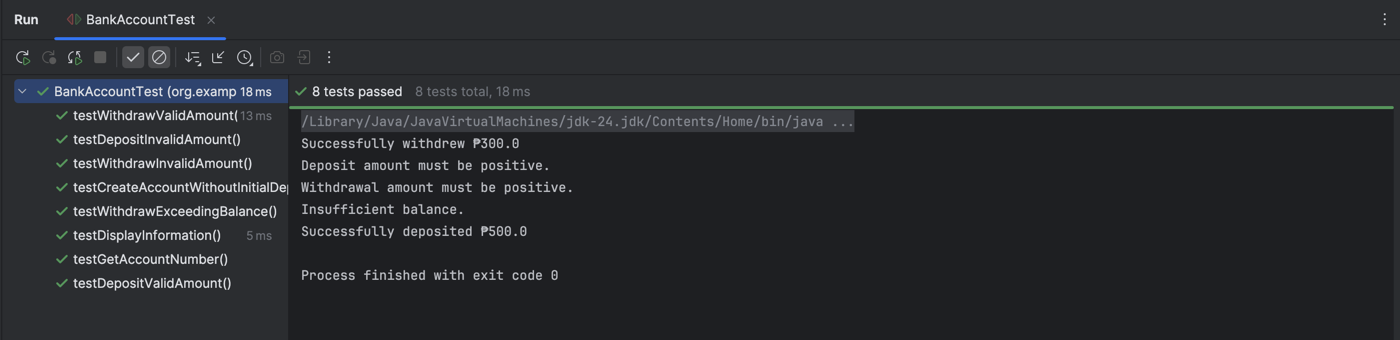 Run BankAccountTest
BankAccountTest (org.examp 18 ms
testWithdrawValidAmount( 13 ms
testDepositInvalidAmount()
testWithdrawInvalidAmount()
testCreateAccountWithoutInitialDep
testWithdrawExceedingBalance()
testDisplayInformation() 5 ms
testGetAccountNumber()
testDepositValidAmount()
8 tests passed 8 tests total, 18 ms
/Library/Java/JavaVirtualMachines/jdk-24.jdk/Contents/Home/bin/java ...
Successfully withdrew ₱300.0
Deposit amount must be positive.
Withdrawal amount must be positive.
Insufficient balance.
Successfully deposited ₱500.0
Process finished with exit code 0